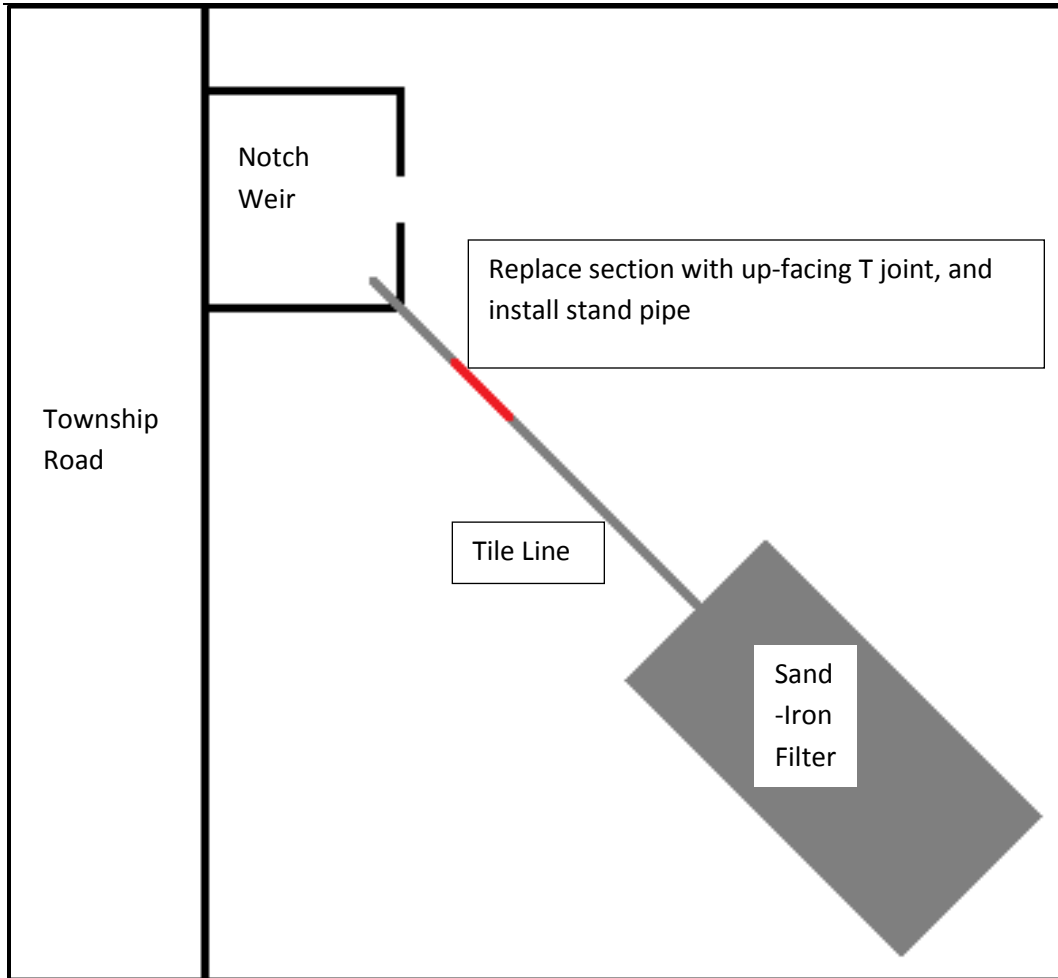 Notch
Weir
Replace section with up-facing T joint, and
install stand pipe
Township
Road
Tile Line
Sand
-Iron
Filter